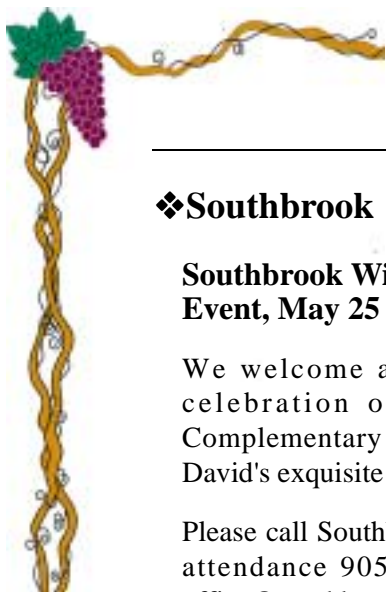 ❖Southbrook
Southbrook Wi
Event, May 25
We welcome a
celebration o
Complementary
David's exquisite
Please call South
attendance 905